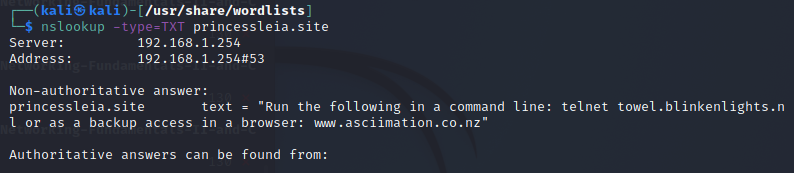 ┌──(kali㉿kali)-[/usr/share/wordlists]
└─$ nslookup -type=TXT princessleia.site
Server:         192.168.1.254
Address:        192.168.1.254#53
Non-authoritative answer:
princessleia.site       text = "Run the following in a command line: telnet towel.blinkenlights.n
l or as a backup access in a browser: www.asciimation.co.nz"
Authoritative answers can be found from: